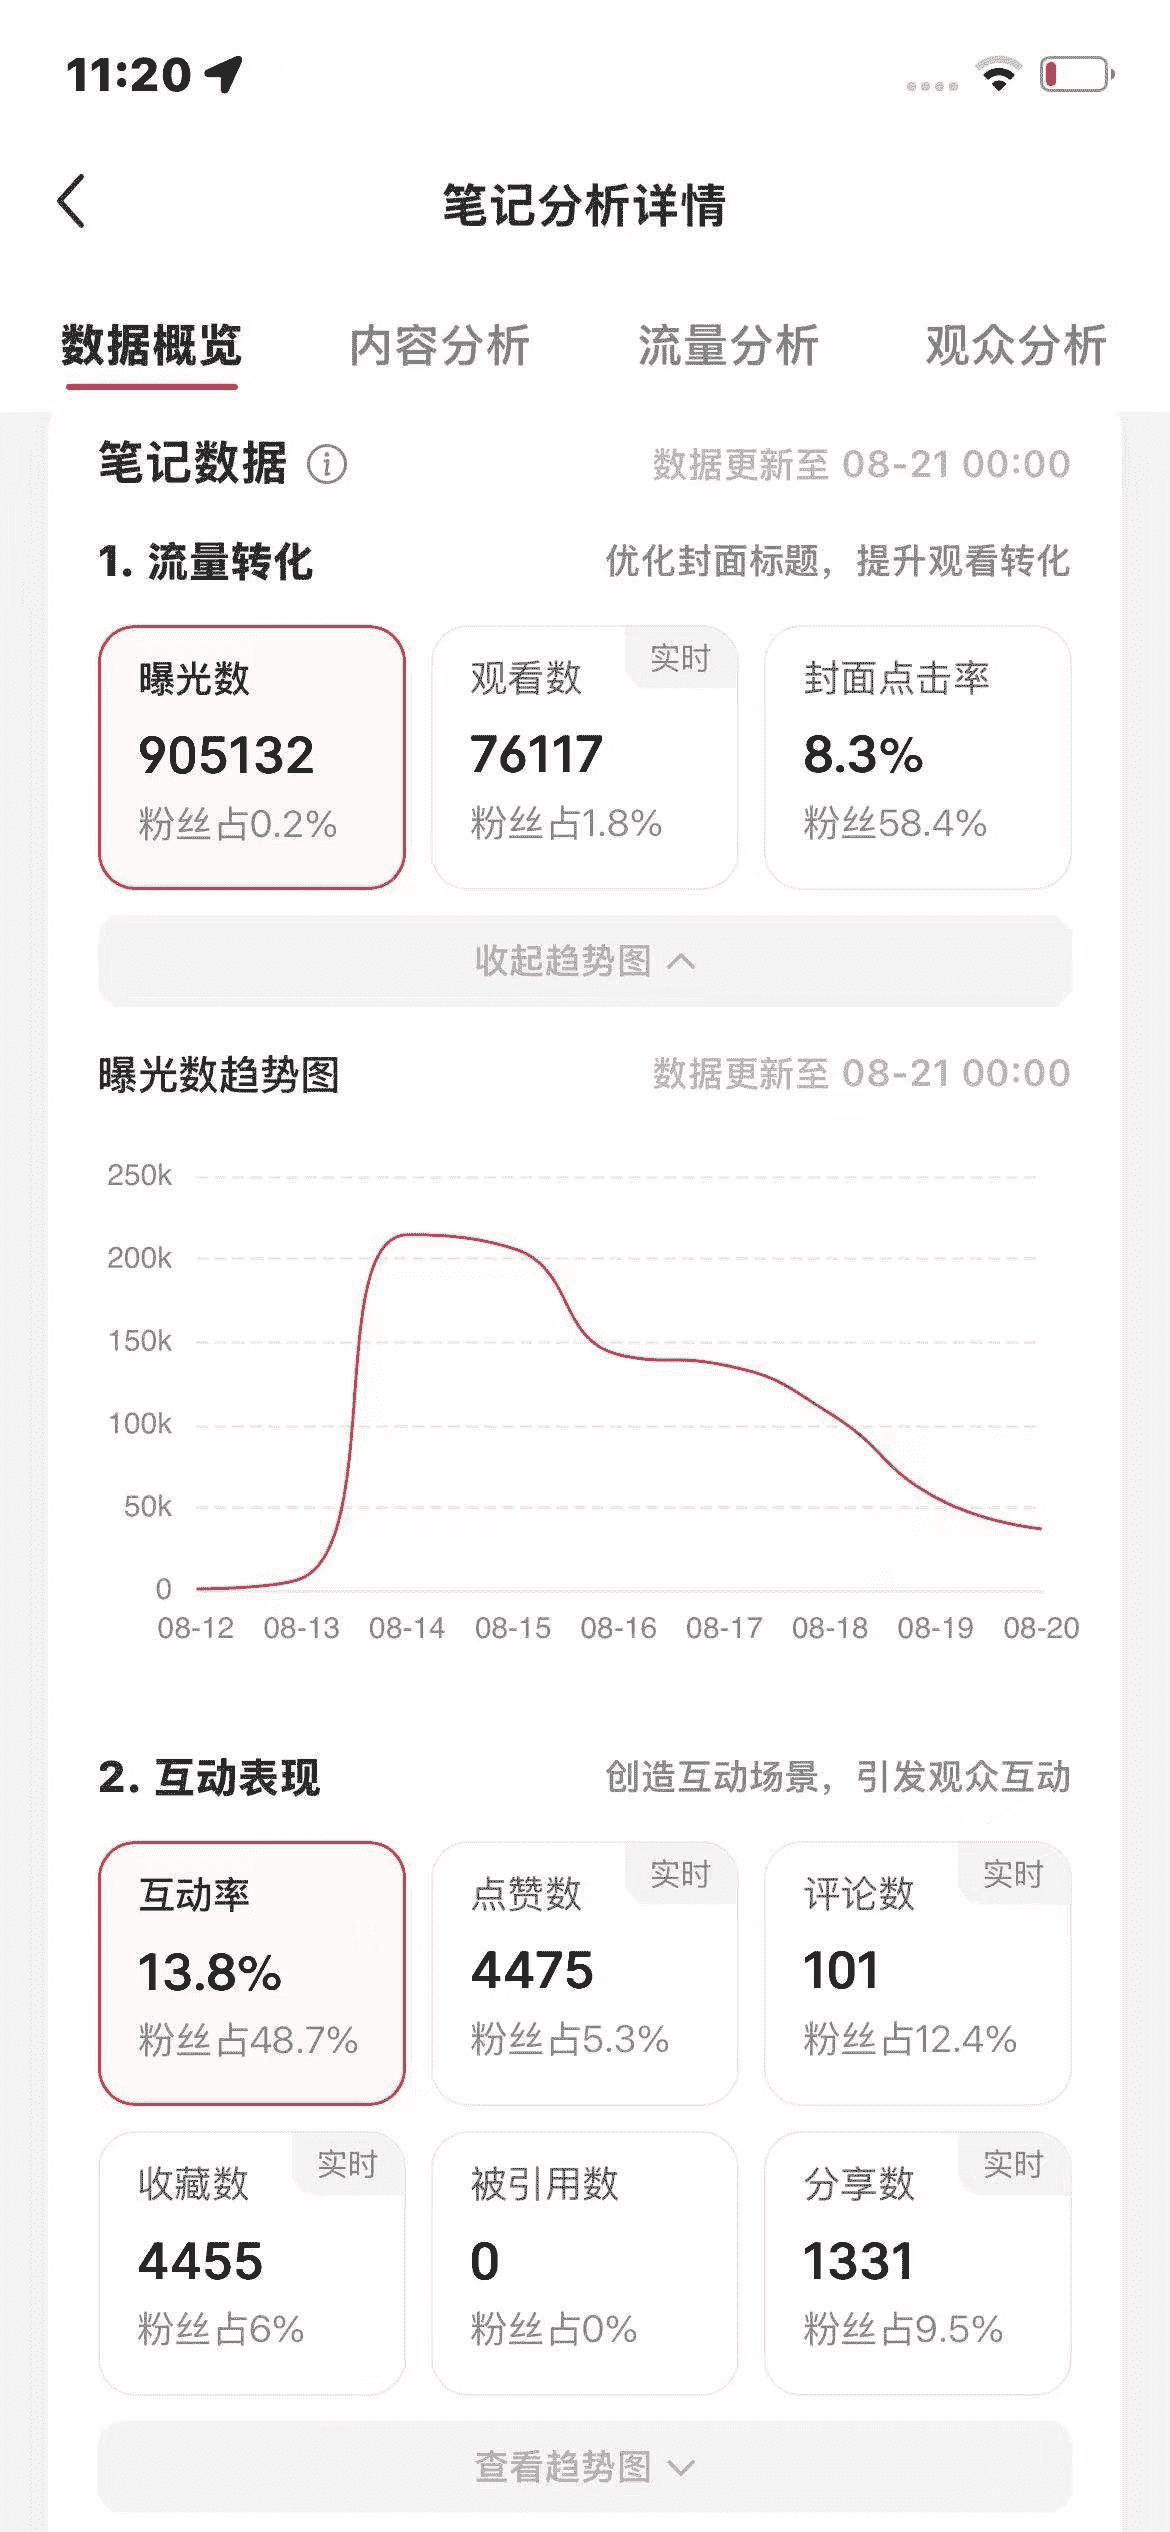 11:20
笔记分析详情
数据概览 内容分析 流量分析 观众分析
笔记数据 数据更新至 08-21 00:00
1. 流量转化 优化封面标题，提升观看转化
曝光数 观看数 实时 封面点击率
905132 76117 8.3%
粉丝占0.2% 粉丝占1.8% 粉丝58.4%
收起趋势图
曝光数趋势图 数据更新至 08-21 00:00
250k
200k
150k
100k
50k
0
08-12 08-13 08-14 08-15 08-16 08-17 08-18 08-19 08-20
2. 互动表现 创造互动场景，引发观众互动
互动率 点赞数 实时 评论数 实时
13.8% 4475 101
粉丝占48.7% 粉丝占5.3% 粉丝占12.4%
收藏数 实时 被引用数 分享数 实时
4455 0 1331
粉丝占6% 粉丝占0% 粉丝占9.5%
查看趋势图